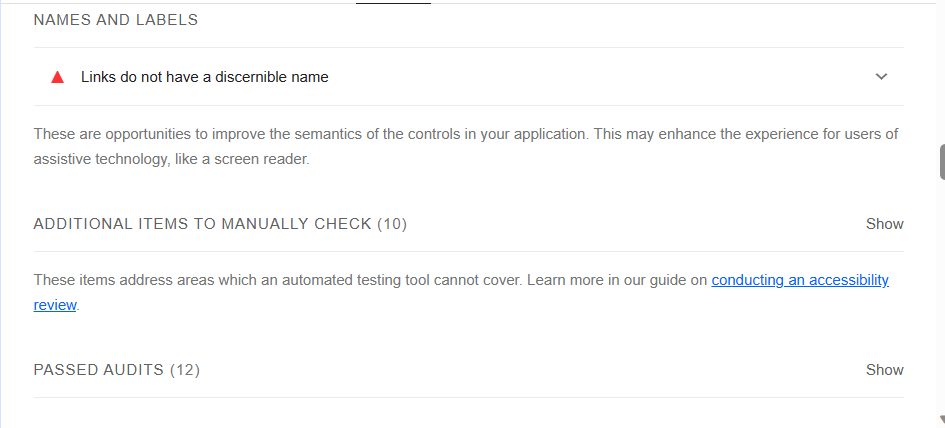 NAMES AND LABELS
Links do not have a discernible name
These are opportunities to improve the semantics of the controls in your application. This may enhance the experience for users of
assistive technology, like a screen reader.
ADDITIONAL ITEMS TO MANUALLY CHECK (10) Show
These items address areas which an automated testing tool cannot cover. Learn more in our guide on conducting an accessibility
review.
PASSED AUDITS (12) Show